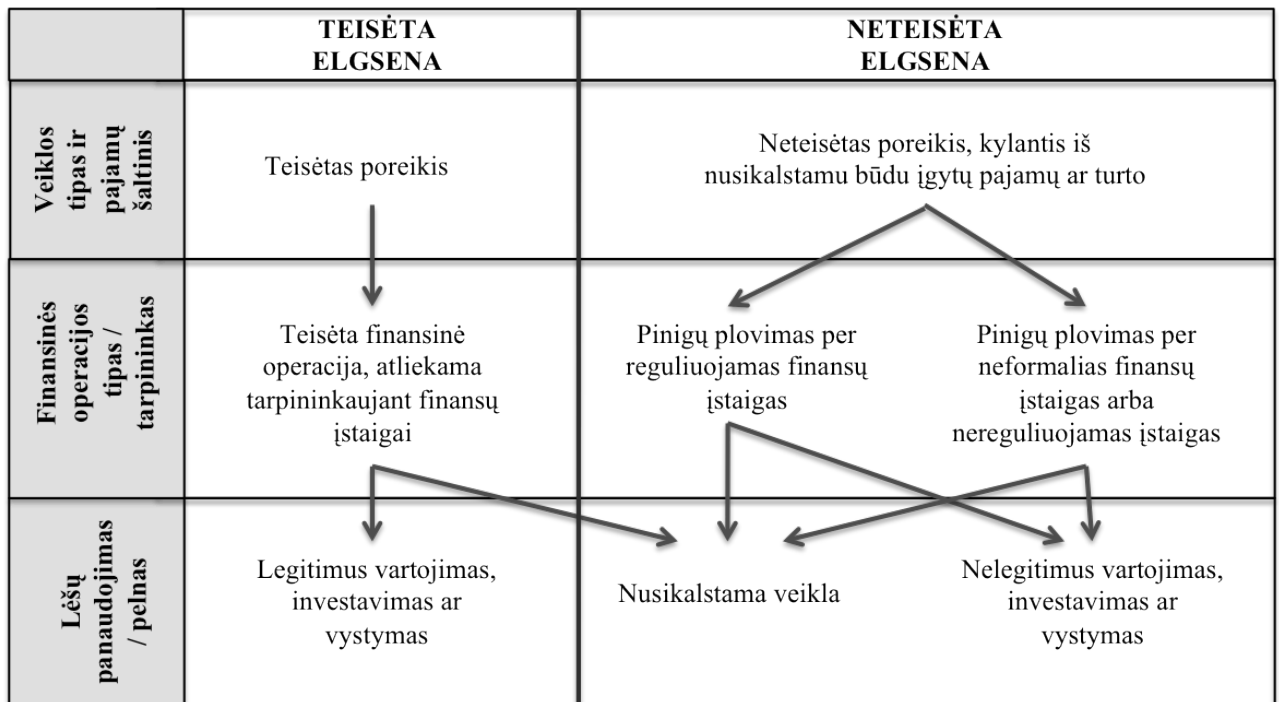 TEISĖTA
ELGSENA
NETEISĖTA
ELGSENA
Veiklos
tipas ir
pajamų
šaltinis
Teisėtas poreikis
Neteisėtas poreikis, kylantis iš
nusikalstamu būdu įgytų pajamų ar turto
Finansinės
operacijos
tipas /
tarpininkas
Teisėta finansinė
operacija, atliekama
tarpininkaujant finansų
įstaigai
Pinigų plovimas per
reguliuojamas finansų
įstaigas
Pinigų plovimas per
neformalias finansų
įstaigas arba
nereguliuojamas įstaigas
Lėšų
panaudojimas
/ pelnas
Legitimus vartojimas,
investavimas ar
vystymas
Nusikalstama veikla
Nelegitimus vartojimas,
investavimas ar
vystymas